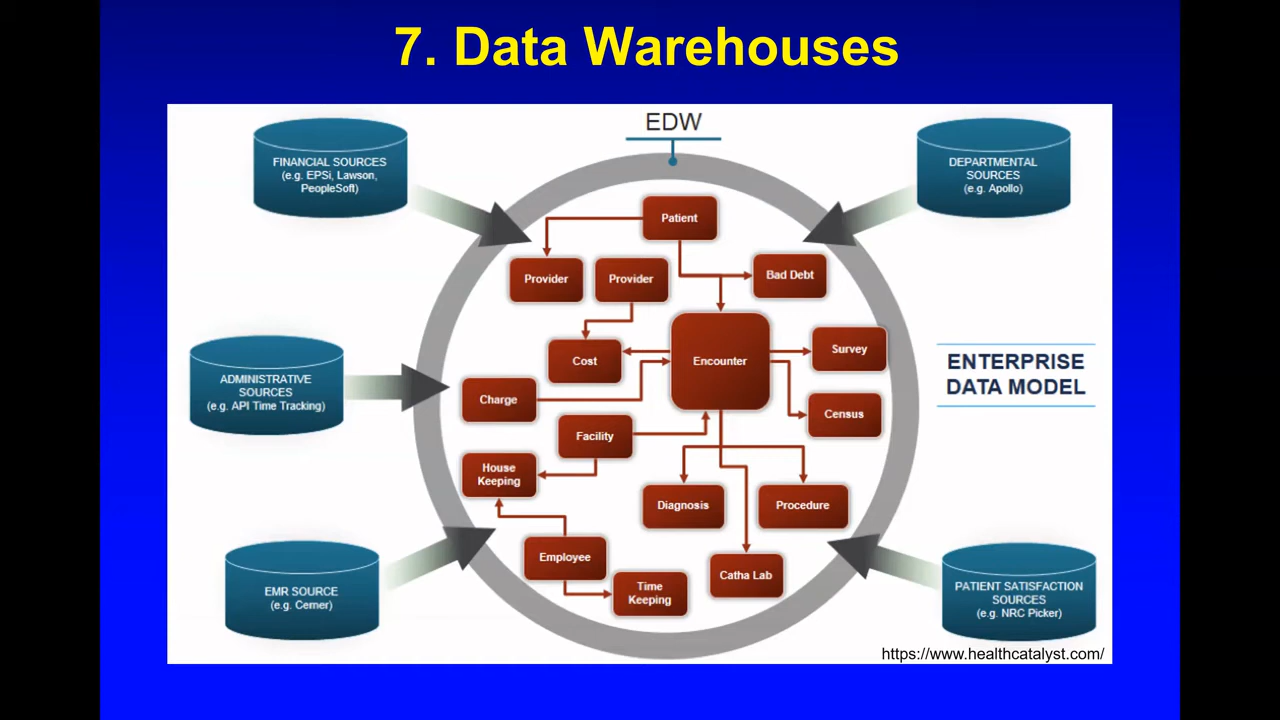 7. Data Warehouses
EDW
FINANCIAL SOURCES
(e.g. EPSi, Lawson,
PeopleSoft)
DEPARTMENTAL
SOURCES
(e.g. Apollo)
Patient
Provider
Provider
Bad Debt
Cost
Encounter
Survey
ENTERPRISE
DATA MODEL
ADMINISTRATIVE
SOURCES
(e.g. API Time Tracking)
Charge
Census
Facility
House
Keeping
Diagnosis
Procedure
Employee
Catha Lab
Time
Keeping
EMR SOURCE
(e.g. Cerner)
PATIENT SATISFACTION
SOURCES
(e.g. NRC Picker)
https://www.healthcatalyst.com/